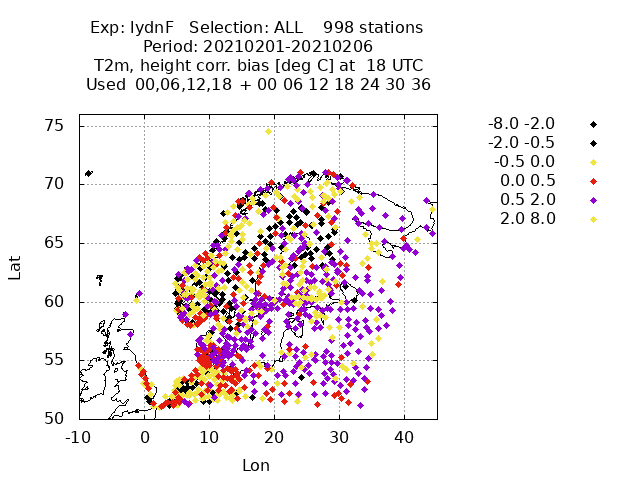 Exp: IydnF   Selection: ALL    998 stations
Period: 20210201-20210206
T2m, height corr. bias [deg C] at  18 UTC
Used  00,06,12,18  + 00 06 12 18 24 30 36
75
70
65
60
55
50
-10 0 10 20 30 40
Lat
Lon
-8.0 -2.0
-2.0 -0.5
-0.5 0.0
0.0 0.5
0.5 2.0
2.0 8.0